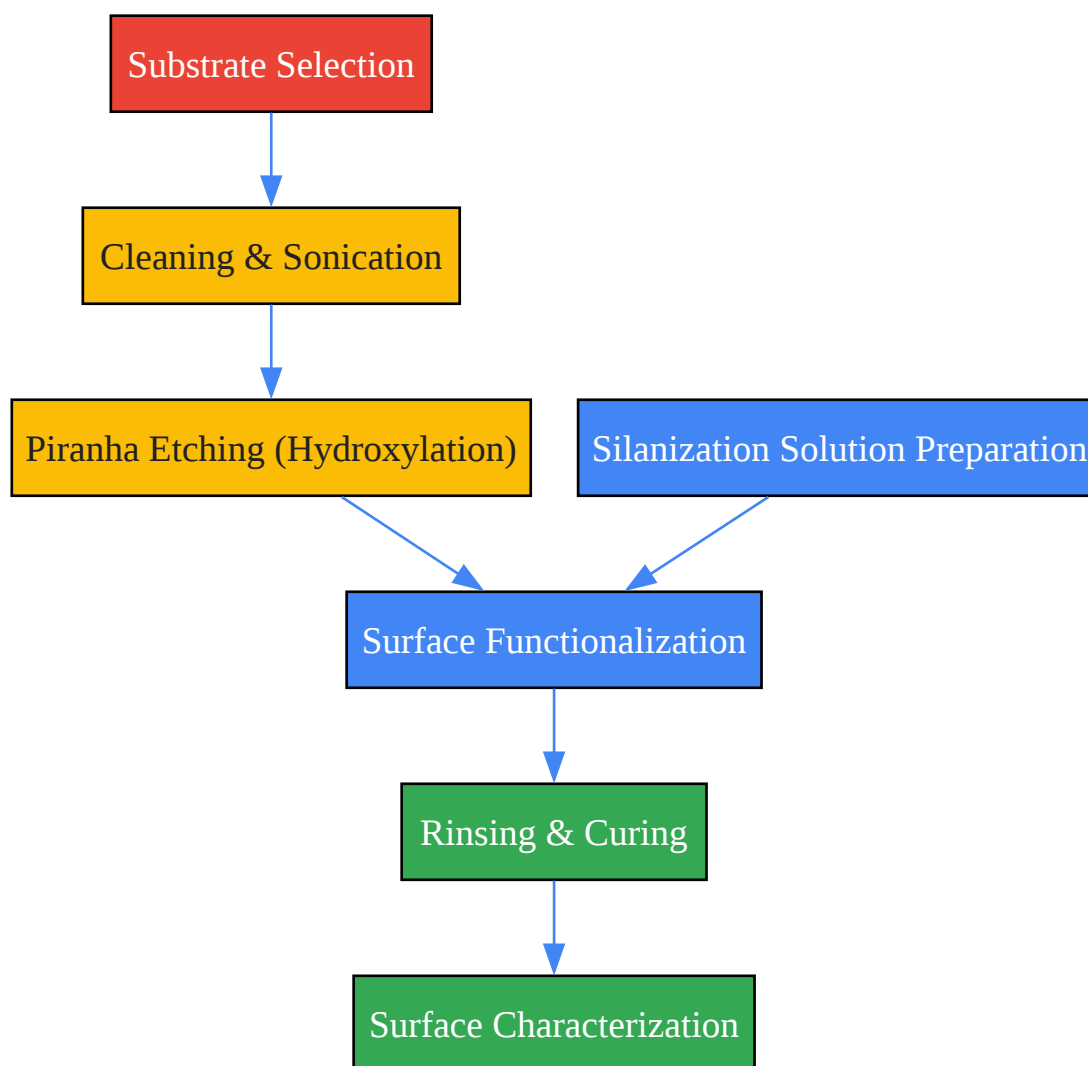 Substrate Selection
Cleaning & Sonication
Piranha Etching (Hydroxylation)
Silanization Solution Preparation
Surface Functionalization
Rinsing & Curing
Surface Characterization